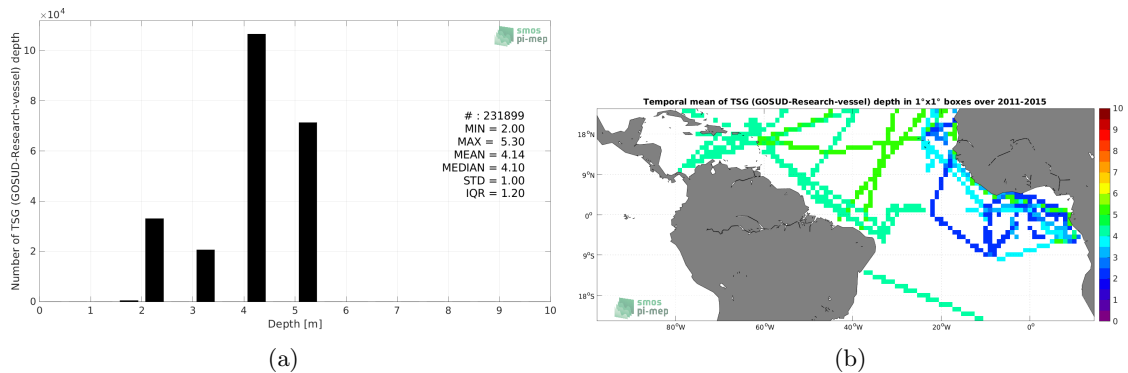 ×10⁴
smos
pi-mep
10
8
6
4
2
0
Number of TSG (GOSUD-Research-vessel) depth
# : 231899
MIN = 2.00
MAX = 5.30
MEAN = 4.14
MEDIAN = 4.10
STD = 1.00
IQR = 1.20
0 1 2 3 4 5 6 7 8 9 10
Depth [m]
(a)
Temporal mean of TSG (GOSUD-Research-vessel) depth in 1°x1° boxes over 2011-2015
18°N
9°N
0°
9°S
18°S
smos
pi-mep
80°W 60°W 40°W 20°W 0°
10
9
8
7
6
5
4
3
2
1
0
(b)